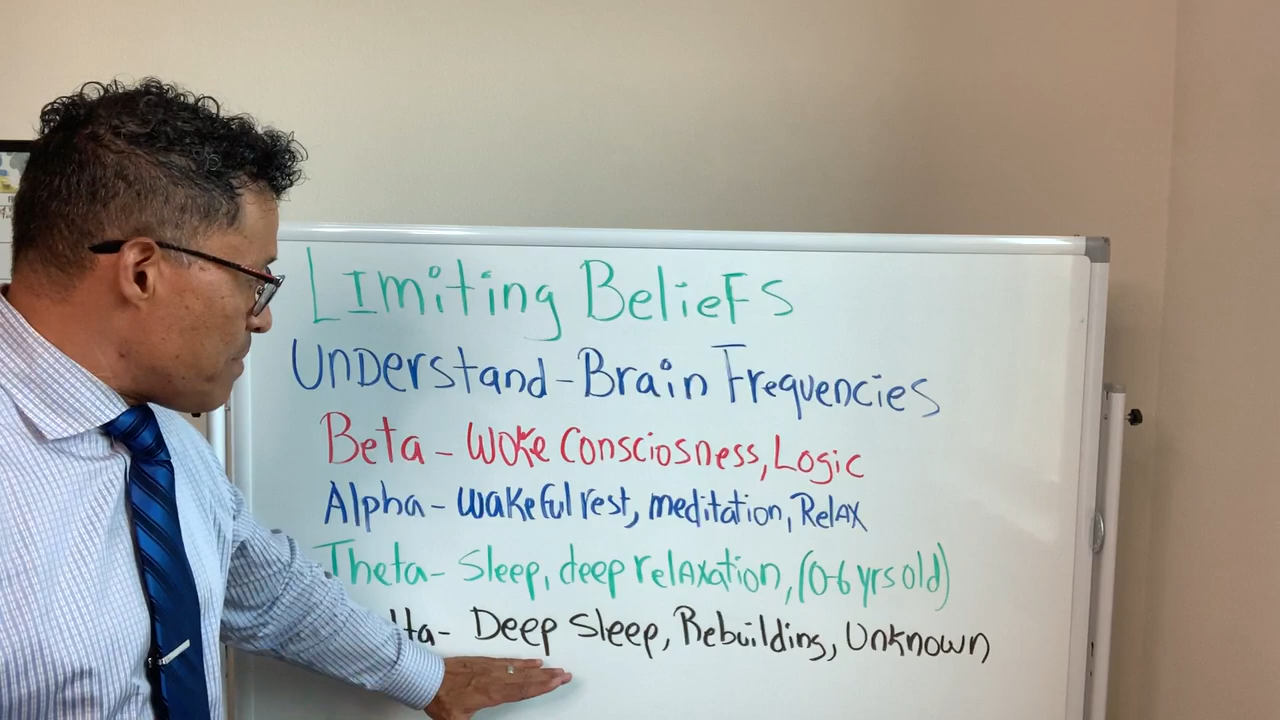 Limiting Beliefs
Understand - Brain Frequencies
Beta - Woke Consciosness, Logic
Alpha - wakeful rest, meditation, Relax
Theta - Sleep, deep relaxation, (0-6 yrs old)
lta - Deep Sleep, Rebuilding, Unknown